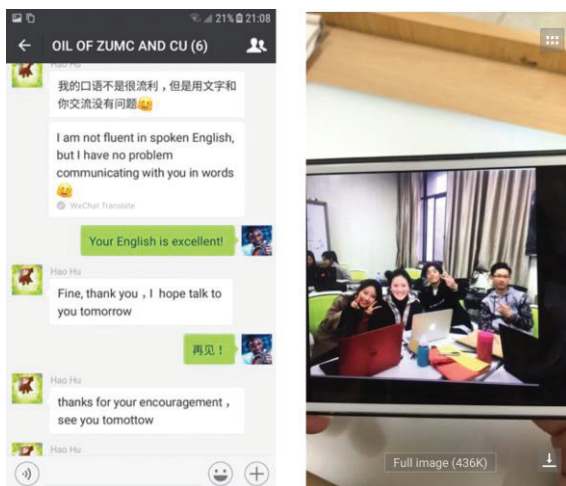 21% 21:08
OIL OF ZUMC AND CU (6)
Hao Hu
我的口语不是很流利，但是用文字和
你交流没有问题
I am not fluent in spoken English,
but I have no problem
communicating with you in words
WeChat Translate
Your English is excellent!
Hao Hu
Fine, thank you , I hope talk to
you tomorrow
再见！
Hao Hu
thanks for your encouragement ,
see you tomottow
Hao Hu
Full image (436K)